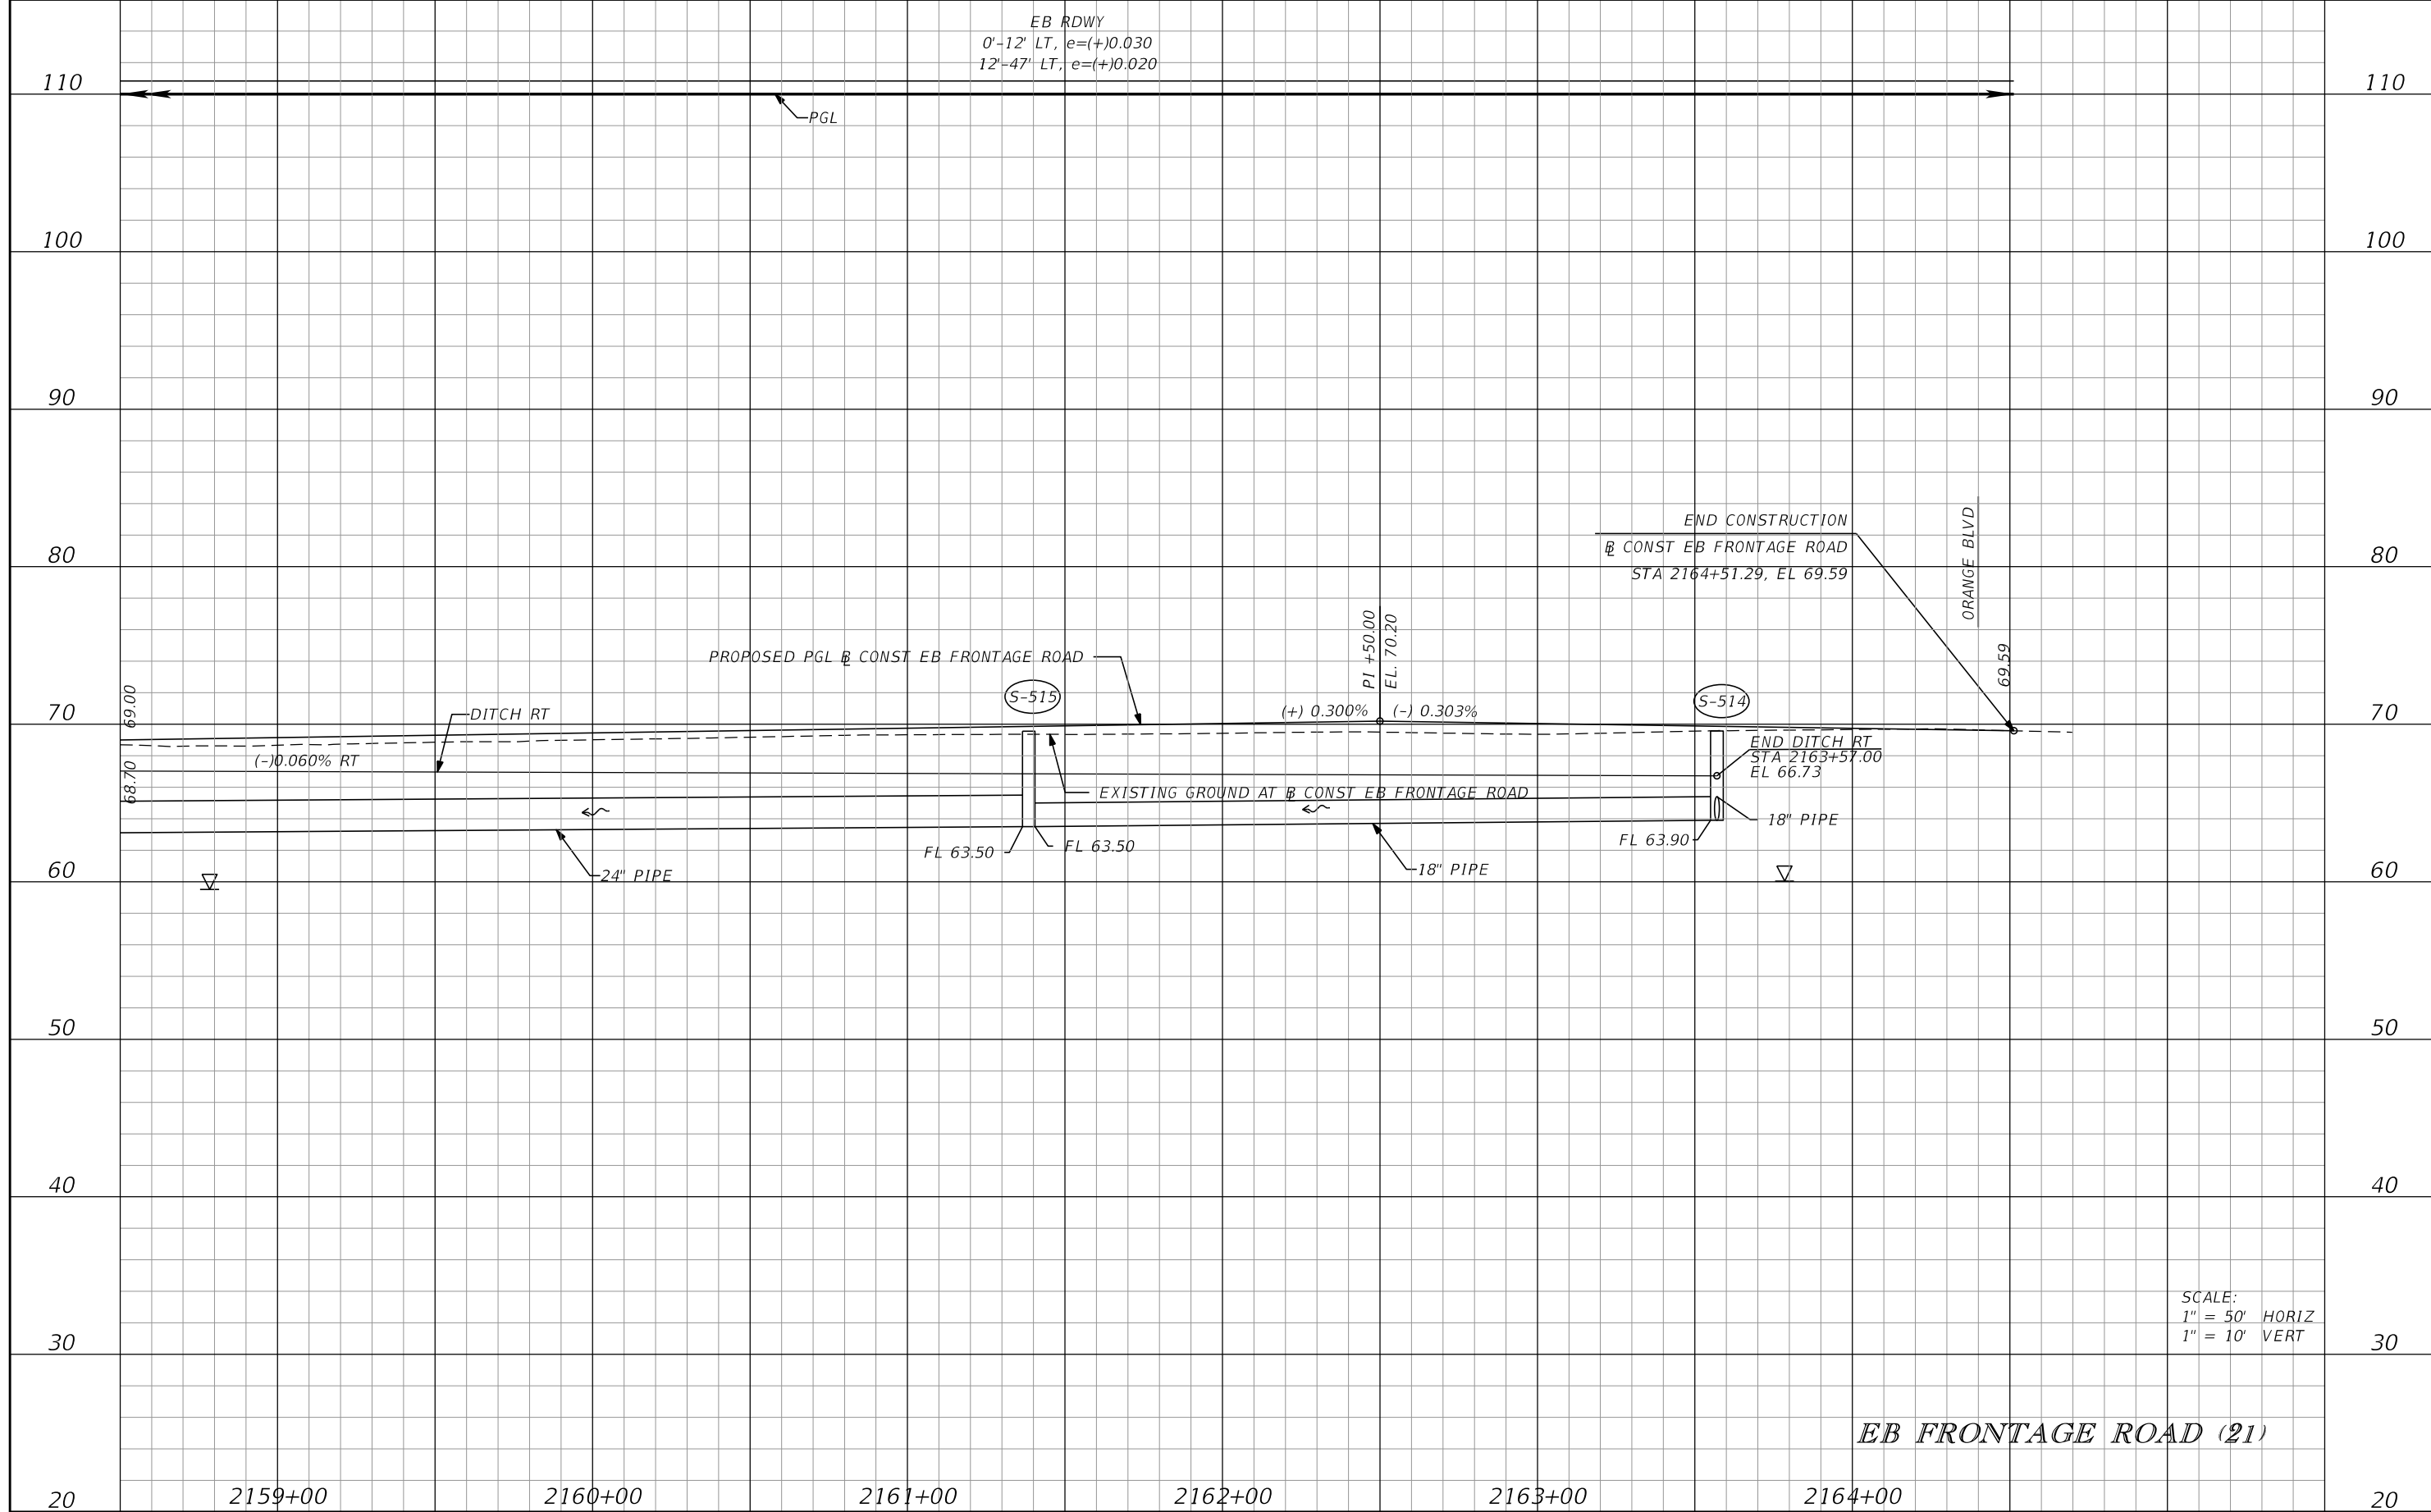 EB RDWY
0'-12' LT, e=(+)0.030
12'-47' LT, e=(+)0.020
110
110
PGL
100
100
90
90
END CONSTRUCTION
℄ CONST EB FRONTAGE ROAD
STA 2164+51.29, EL 69.59
ORANGE BLVD
80
80
PI +50.00
EL. 70.20
69.59
PROPOSED PGL ℄ CONST EB FRONTAGE ROAD
S-515
S-514
69.00
70
DITCH RT
(+) 0.300%
(-) 0.303%
70
END DITCH RT
STA 2163+57.00
EL 66.73
(-)0.060% RT
68.70
EXISTING GROUND AT ℄ CONST EB FRONTAGE ROAD
18" PIPE
FL 63.50
FL 63.50
FL 63.90
60
24" PIPE
18" PIPE
60
50
50
40
40
SCALE:
1" = 50' HORIZ
1" = 10' VERT
30
30
EB FRONTAGE ROAD
20
2159+00
2160+00
2161+00
2162+00
2163+00
2164+00
20